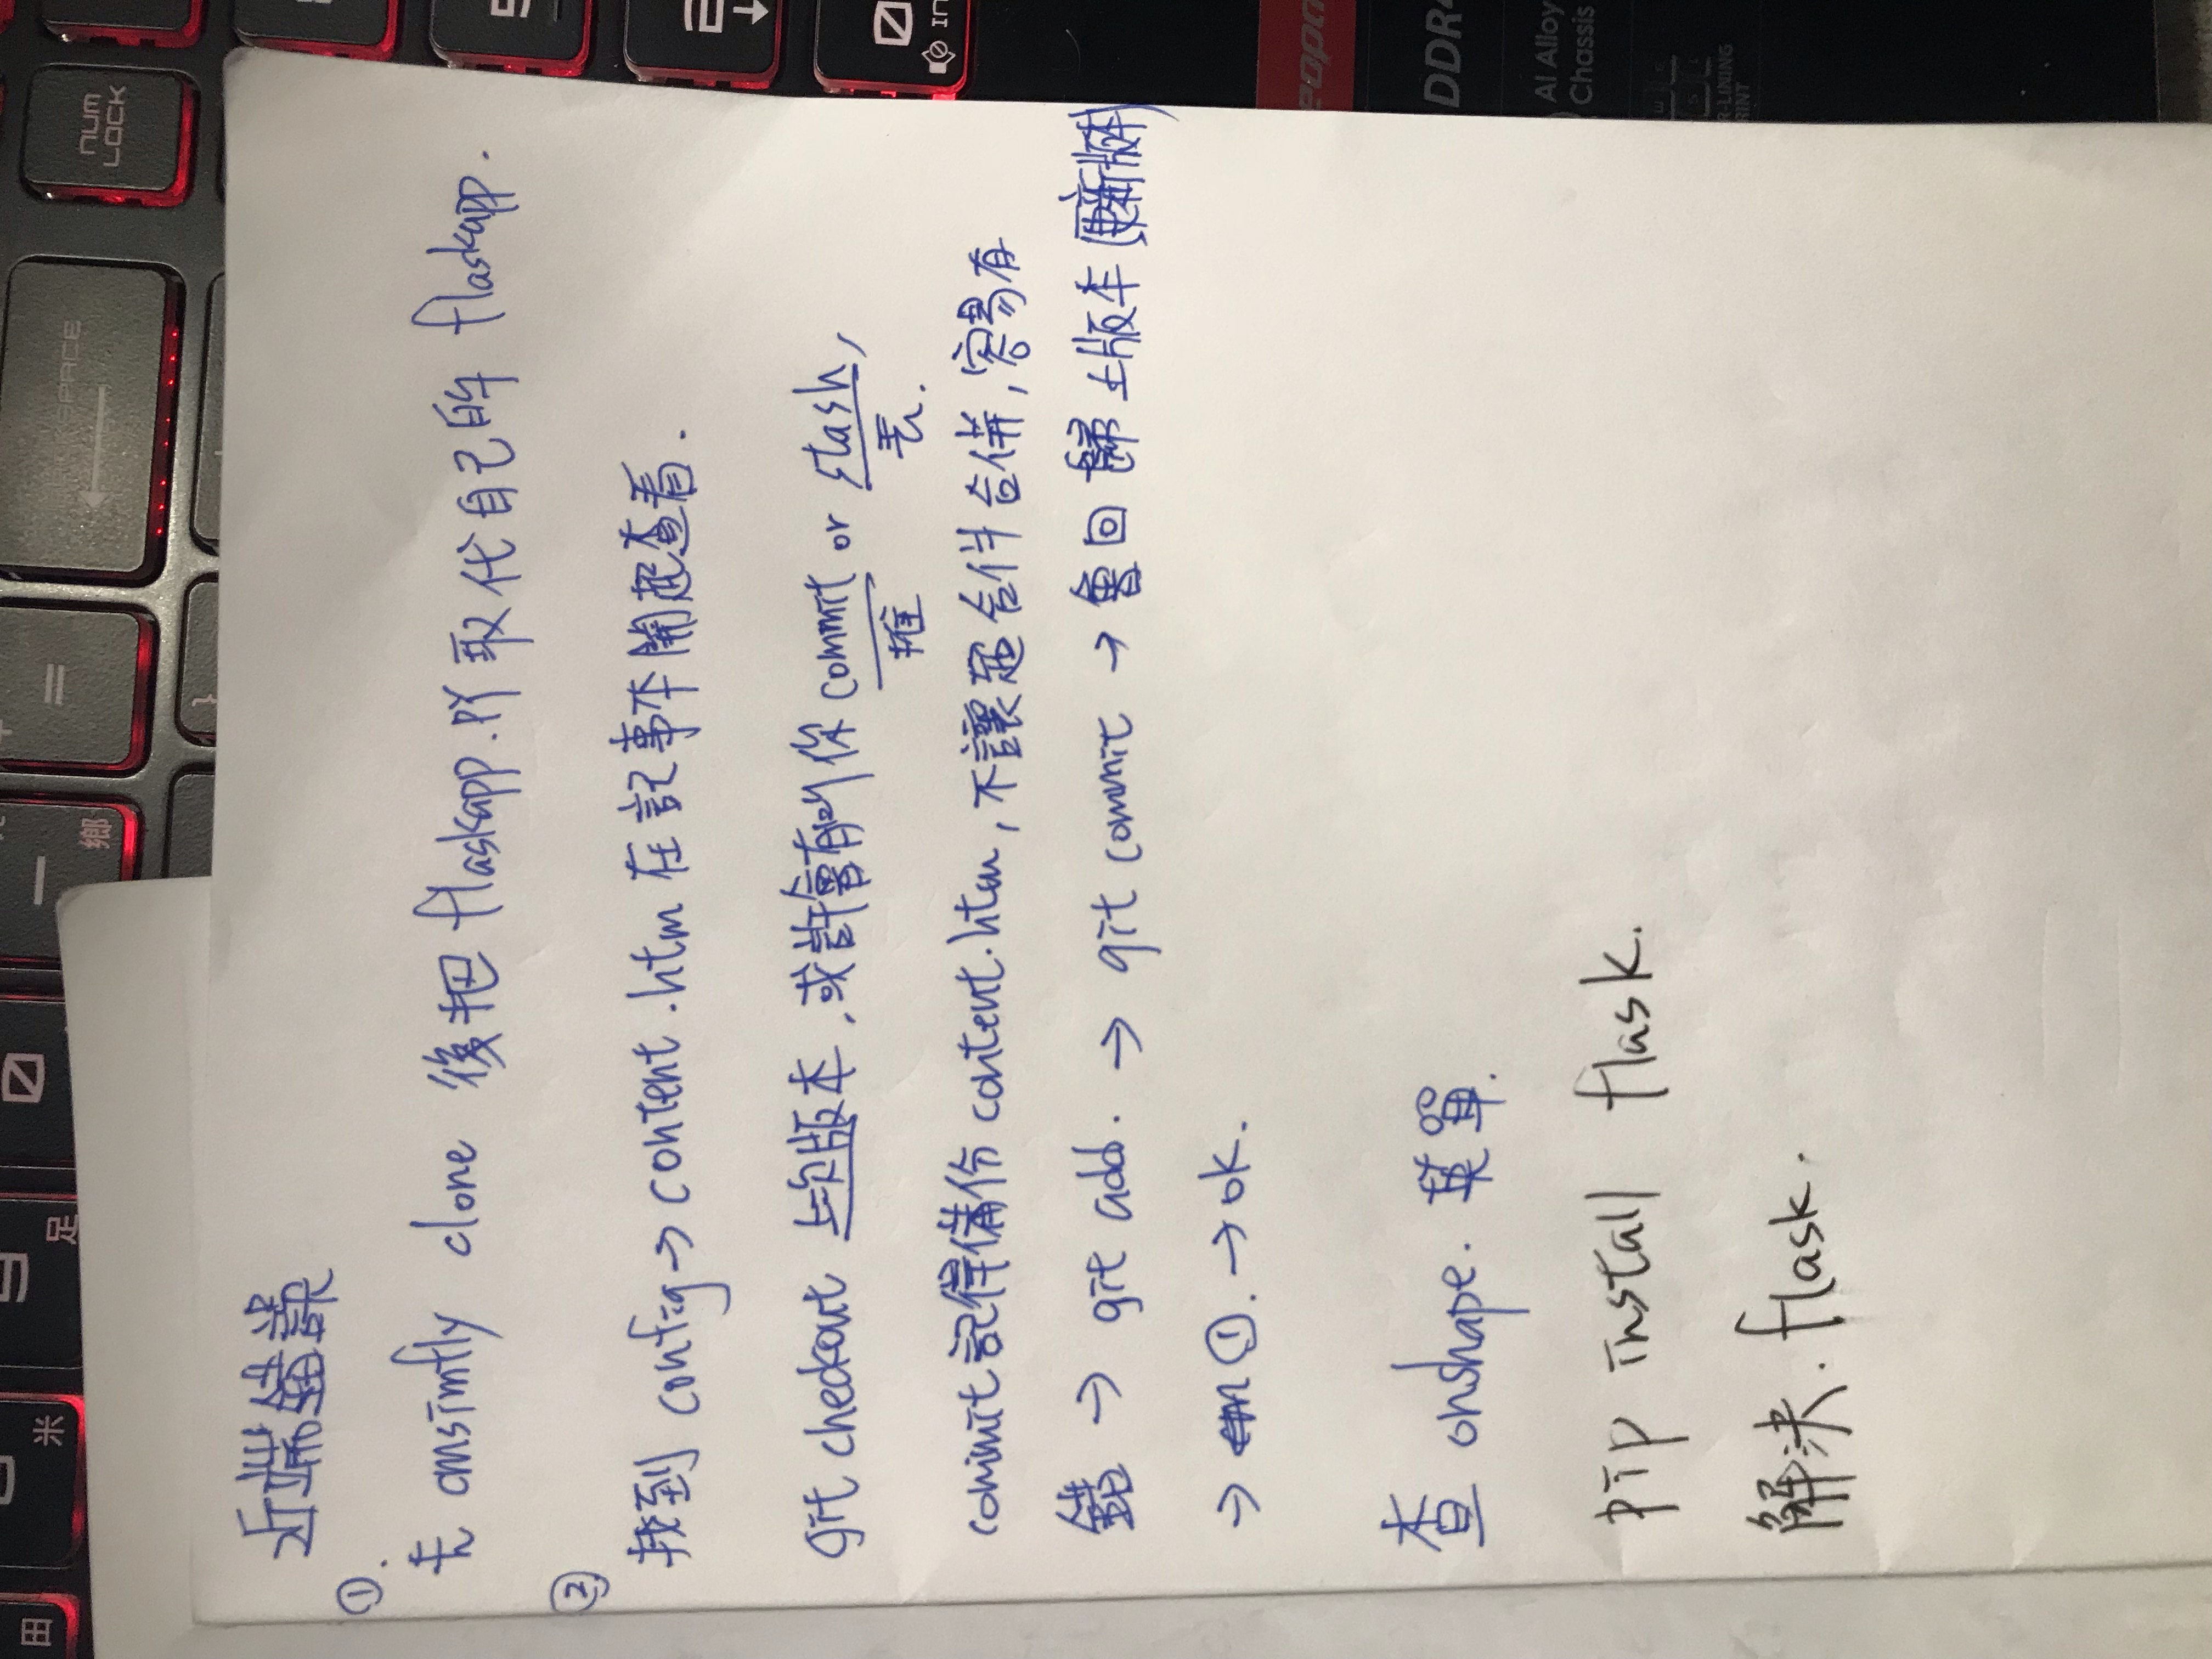 田 米 足 0 鄉 = BACKSPACE NUM LOCK
近端錯誤
①.
去 cmsimfly clone 後把 flaskapp.py 取代自己的 flaskapp.
②
找到 config → content.htm 在記事本開起查看.
git checkout 上次版本,或許會有叫你 commit or stash,
推 丟.
commit 記得備份 content.htm,不讓超合併合併,容易有
錯 → git add. → git commit → 會回歸上版本(更新版本)
→ ①. → ok.
查 onshape. 英單.
pip install flask.
解決. flask.
DDR4
Al Alloy
Chassis